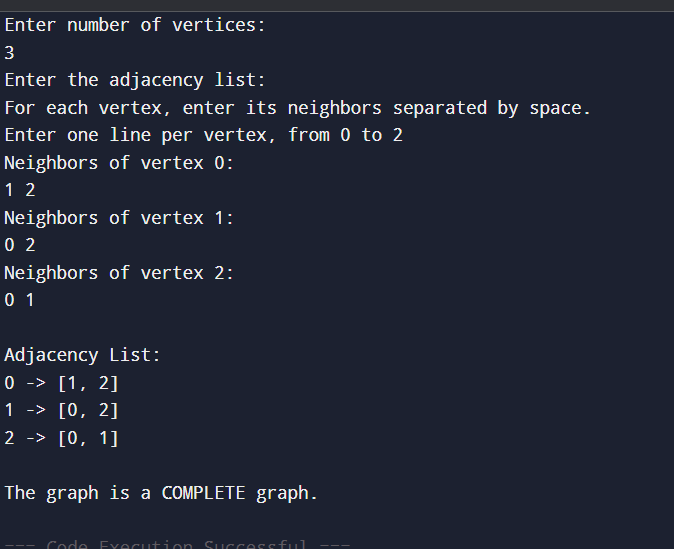 Enter number of vertices:
3
Enter the adjacency list:
For each vertex, enter its neighbors separated by space.
Enter one line per vertex, from 0 to 2
Neighbors of vertex 0:
1 2
Neighbors of vertex 1:
0 2
Neighbors of vertex 2:
0 1
Adjacency List:
0 -> [1, 2]
1 -> [0, 2]
2 -> [0, 1]
The graph is a COMPLETE graph.
=== Code Execution Successful ===